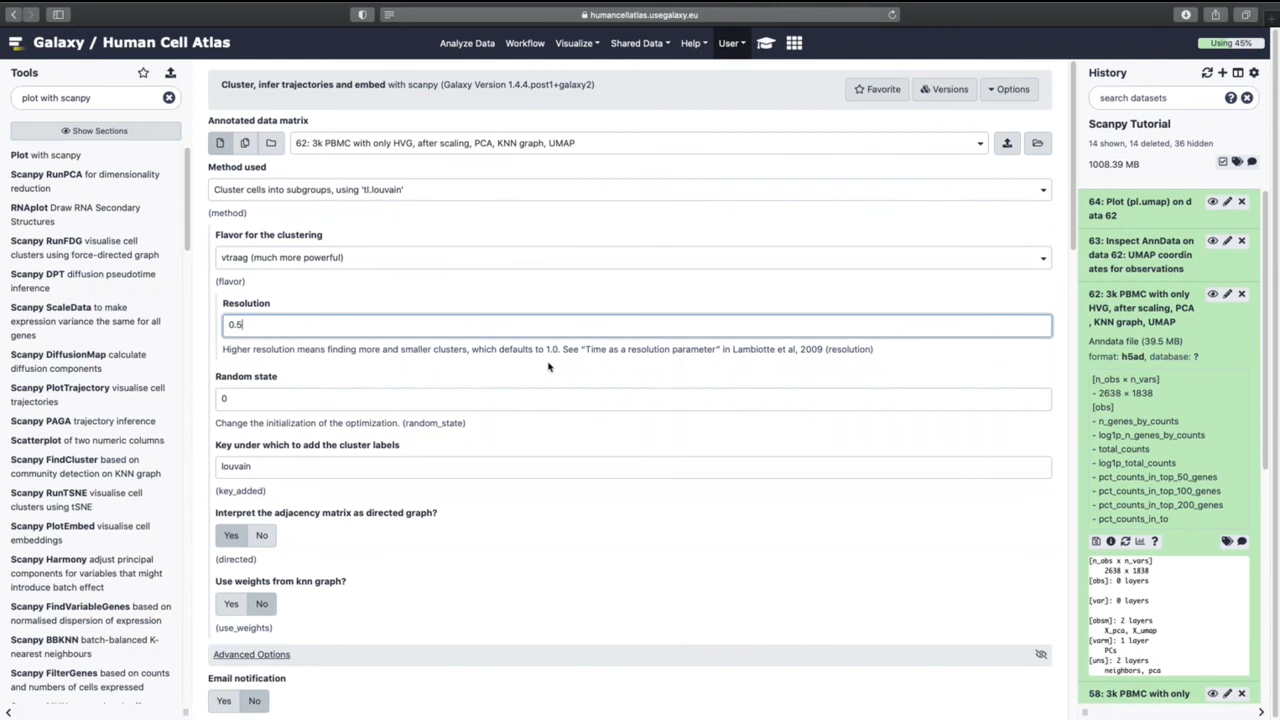 humancellatlas.usegalaxy.eu
Galaxy / Human Cell Atlas
Analyze Data
Workflow
Visualize
Shared Data
Help
User
Using 45%
Tools
plot with scanpy
Show Sections
Plot with scanpy
Scanpy RunPCA for dimensionality
reduction
RNAplot Draw RNA Secondary
Structures
Scanpy RunFDG visualise cell
clusters using force-directed graph
Scanpy DPT diffusion pseudotime
inference
Scanpy ScaleData to make
expression variance the same for all
genes
Scanpy DiffusionMap calculate
diffusion components
Scanpy PlotTrajectory visualise cell
trajectories
Scanpy PAGA trajectory inference
Scatterplot of two numeric columns
Scanpy FindCluster based on
community detection on KNN graph
Scanpy RunTSNE visualise cell
clusters using tSNE
Scanpy PlotEmbed visualise cell
embeddings
Scanpy Harmony adjust principal
components for variables that might
introduce batch effect
Scanpy FindVariableGenes based on
normalised dispersion of expression
Scanpy BBKNN batch-balanced K-
nearest neighbours
Scanpy FilterGenes based on counts
and numbers of cells expressed
Cluster, infer trajectories and embed with scanpy (Galaxy Version 1.4.4.post1+galaxy2)
Favorite
Versions
Options
Annotated data matrix
62: 3k PBMC with only HVG, after scaling, PCA, KNN graph, UMAP
Method used
Cluster cells into subgroups, using 'tl.louvain'
(method)
Flavor for the clustering
vtraag (much more powerful)
(flavor)
Resolution
0.5
Higher resolution means finding more and smaller clusters, which defaults to 1.0. See “Time as a resolution parameter” in Lambiotte et al, 2009 (resolution)
Random state
0
Change the initialization of the optimization. (random_state)
Key under which to add the cluster labels
louvain
(key_added)
Interpret the adjacency matrix as directed graph?
Yes No
(directed)
Use weights from knn graph?
Yes No
(use_weights)
Advanced Options
Email notification
Yes No
History
search datasets
Scanpy Tutorial
14 shown, 14 deleted, 36 hidden
1008.39 MB
64: Plot (pl.umap) on d
ata 62
63: Inspect AnnData on
data 62: UMAP coordin
ates for observations
62: 3k PBMC with only
HVG, after scaling, PCA
, KNN graph, UMAP
Anndata file (39.5 MB)
format: h5ad, database: ?
[n_obs × n_vars]
- 2638 × 1838
[obs]
- n_genes_by_counts
- log1p_n_genes_by_counts
- total_counts
- log1p_total_counts
- pct_counts_in_top_50_genes
- pct_counts_in_top_100_genes
- pct_counts_in_top_200_genes
- pct_counts_in_to
[n_obs x n_vars]
2638 x 1838
[obs]: 0 layers
[var]: 0 layers
[obsm]: 2 layers
X_pca, X_umap
[varm]: 1 layer
PCs
[uns]: 2 layers
neighbors, pca
58: 3k PBMC with only